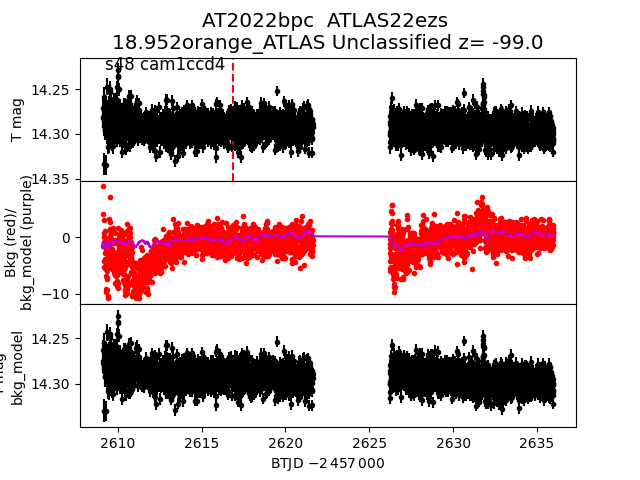 AT2022bpc  ATLAS22ezs
18.952orange_ATLAS Unclassified z= -99.0
s48 cam1ccd4
T mag
14.25
14.30
14.35
Bkg (red)/
bkg_model (purple)
0
−10
bkg_model
14.25
14.30
2610 2615 2620 2625 2630 2635
BTJD −2 457 000